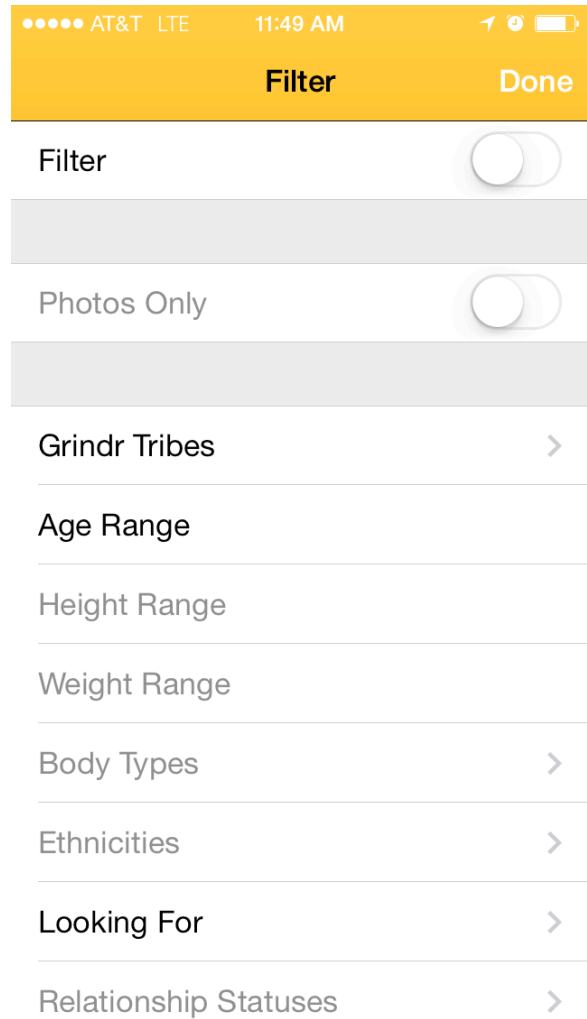 AT&T LTE 11:49 AM
Filter Done
Filter
Photos Only
Grindr Tribes
Age Range
Height Range
Weight Range
Body Types
Ethnicities
Looking For
Relationship Statuses